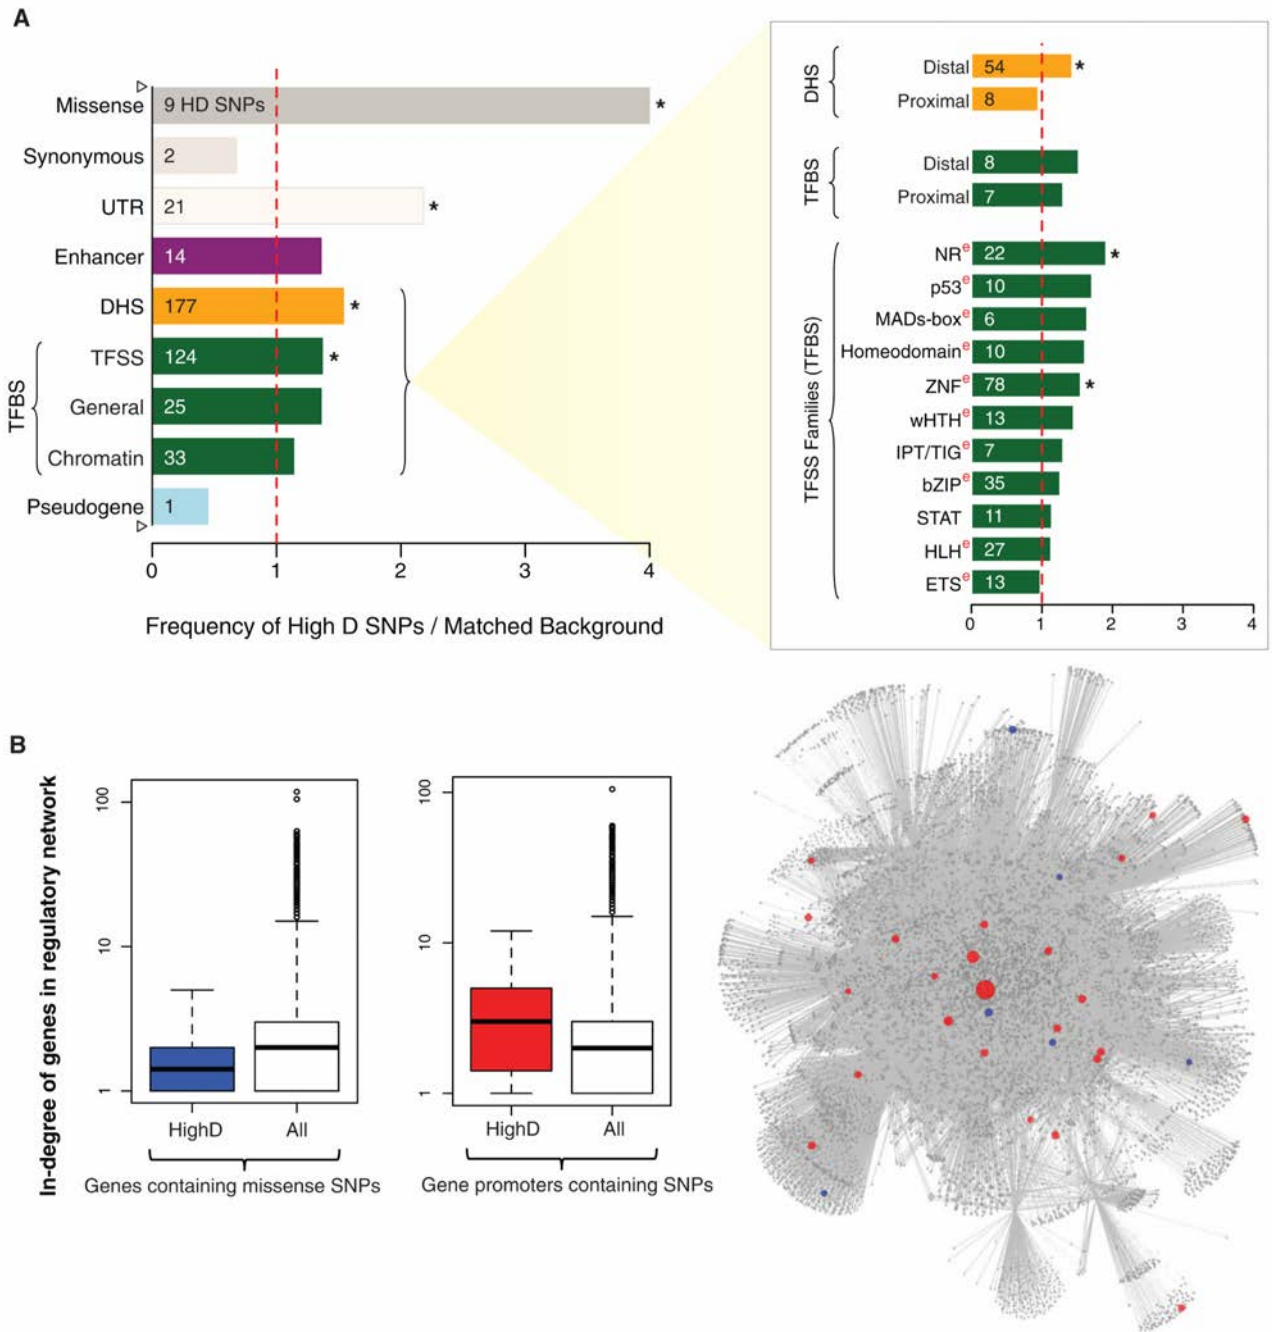 A
Missense
9 HD SNPs
*
Synonymous
2
UTR
21
*
Enhancer
14
DHS
177
*
TFBS
TFSS
124
*
General
25
Chromatin
33
Pseudogene
1
0 1 2 3 4
Frequency of High D SNPs / Matched Background
DHS
Distal
54
*
Proximal
8
TFBS
Distal
8
Proximal
7
TFSS Families (TFBS)
NRe
22
*
p53e
10
MADs-boxe
6
Homeodomaine
10
ZNFe
78
*
wHTHe
13
IPT/TIGe
7
bZIPe
35
STAT
11
HLHe
27
ETSe
13
0 1 2 3 4
B
In-degree of genes in regulatory network
100
10
1
HighD All
Genes containing missense SNPs
100
10
1
HighD All
Gene promoters containing SNPs